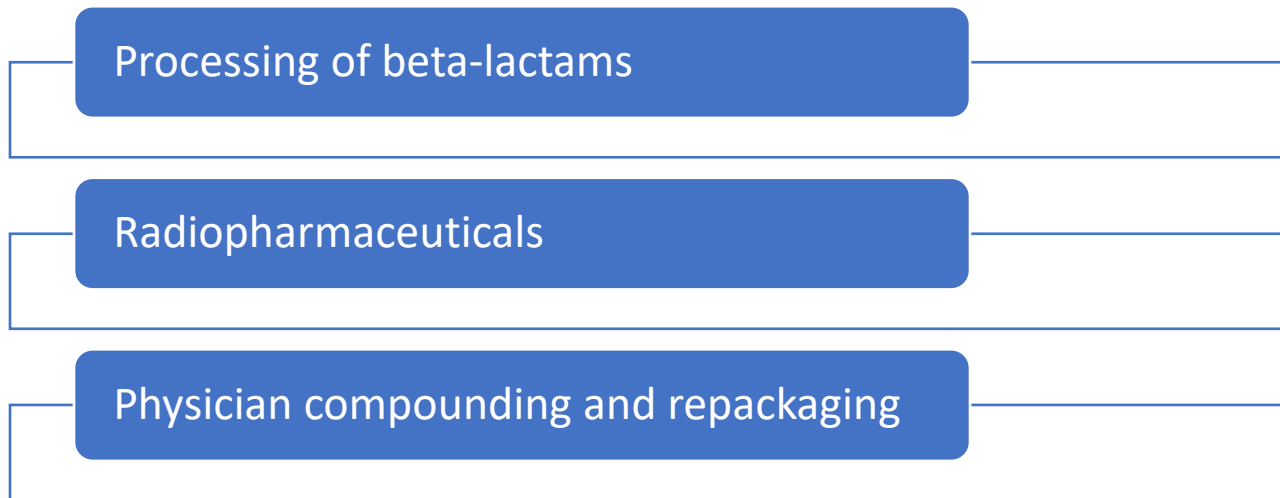 Processing of beta-lactams
Radiopharmaceuticals
Physician compounding and repackaging